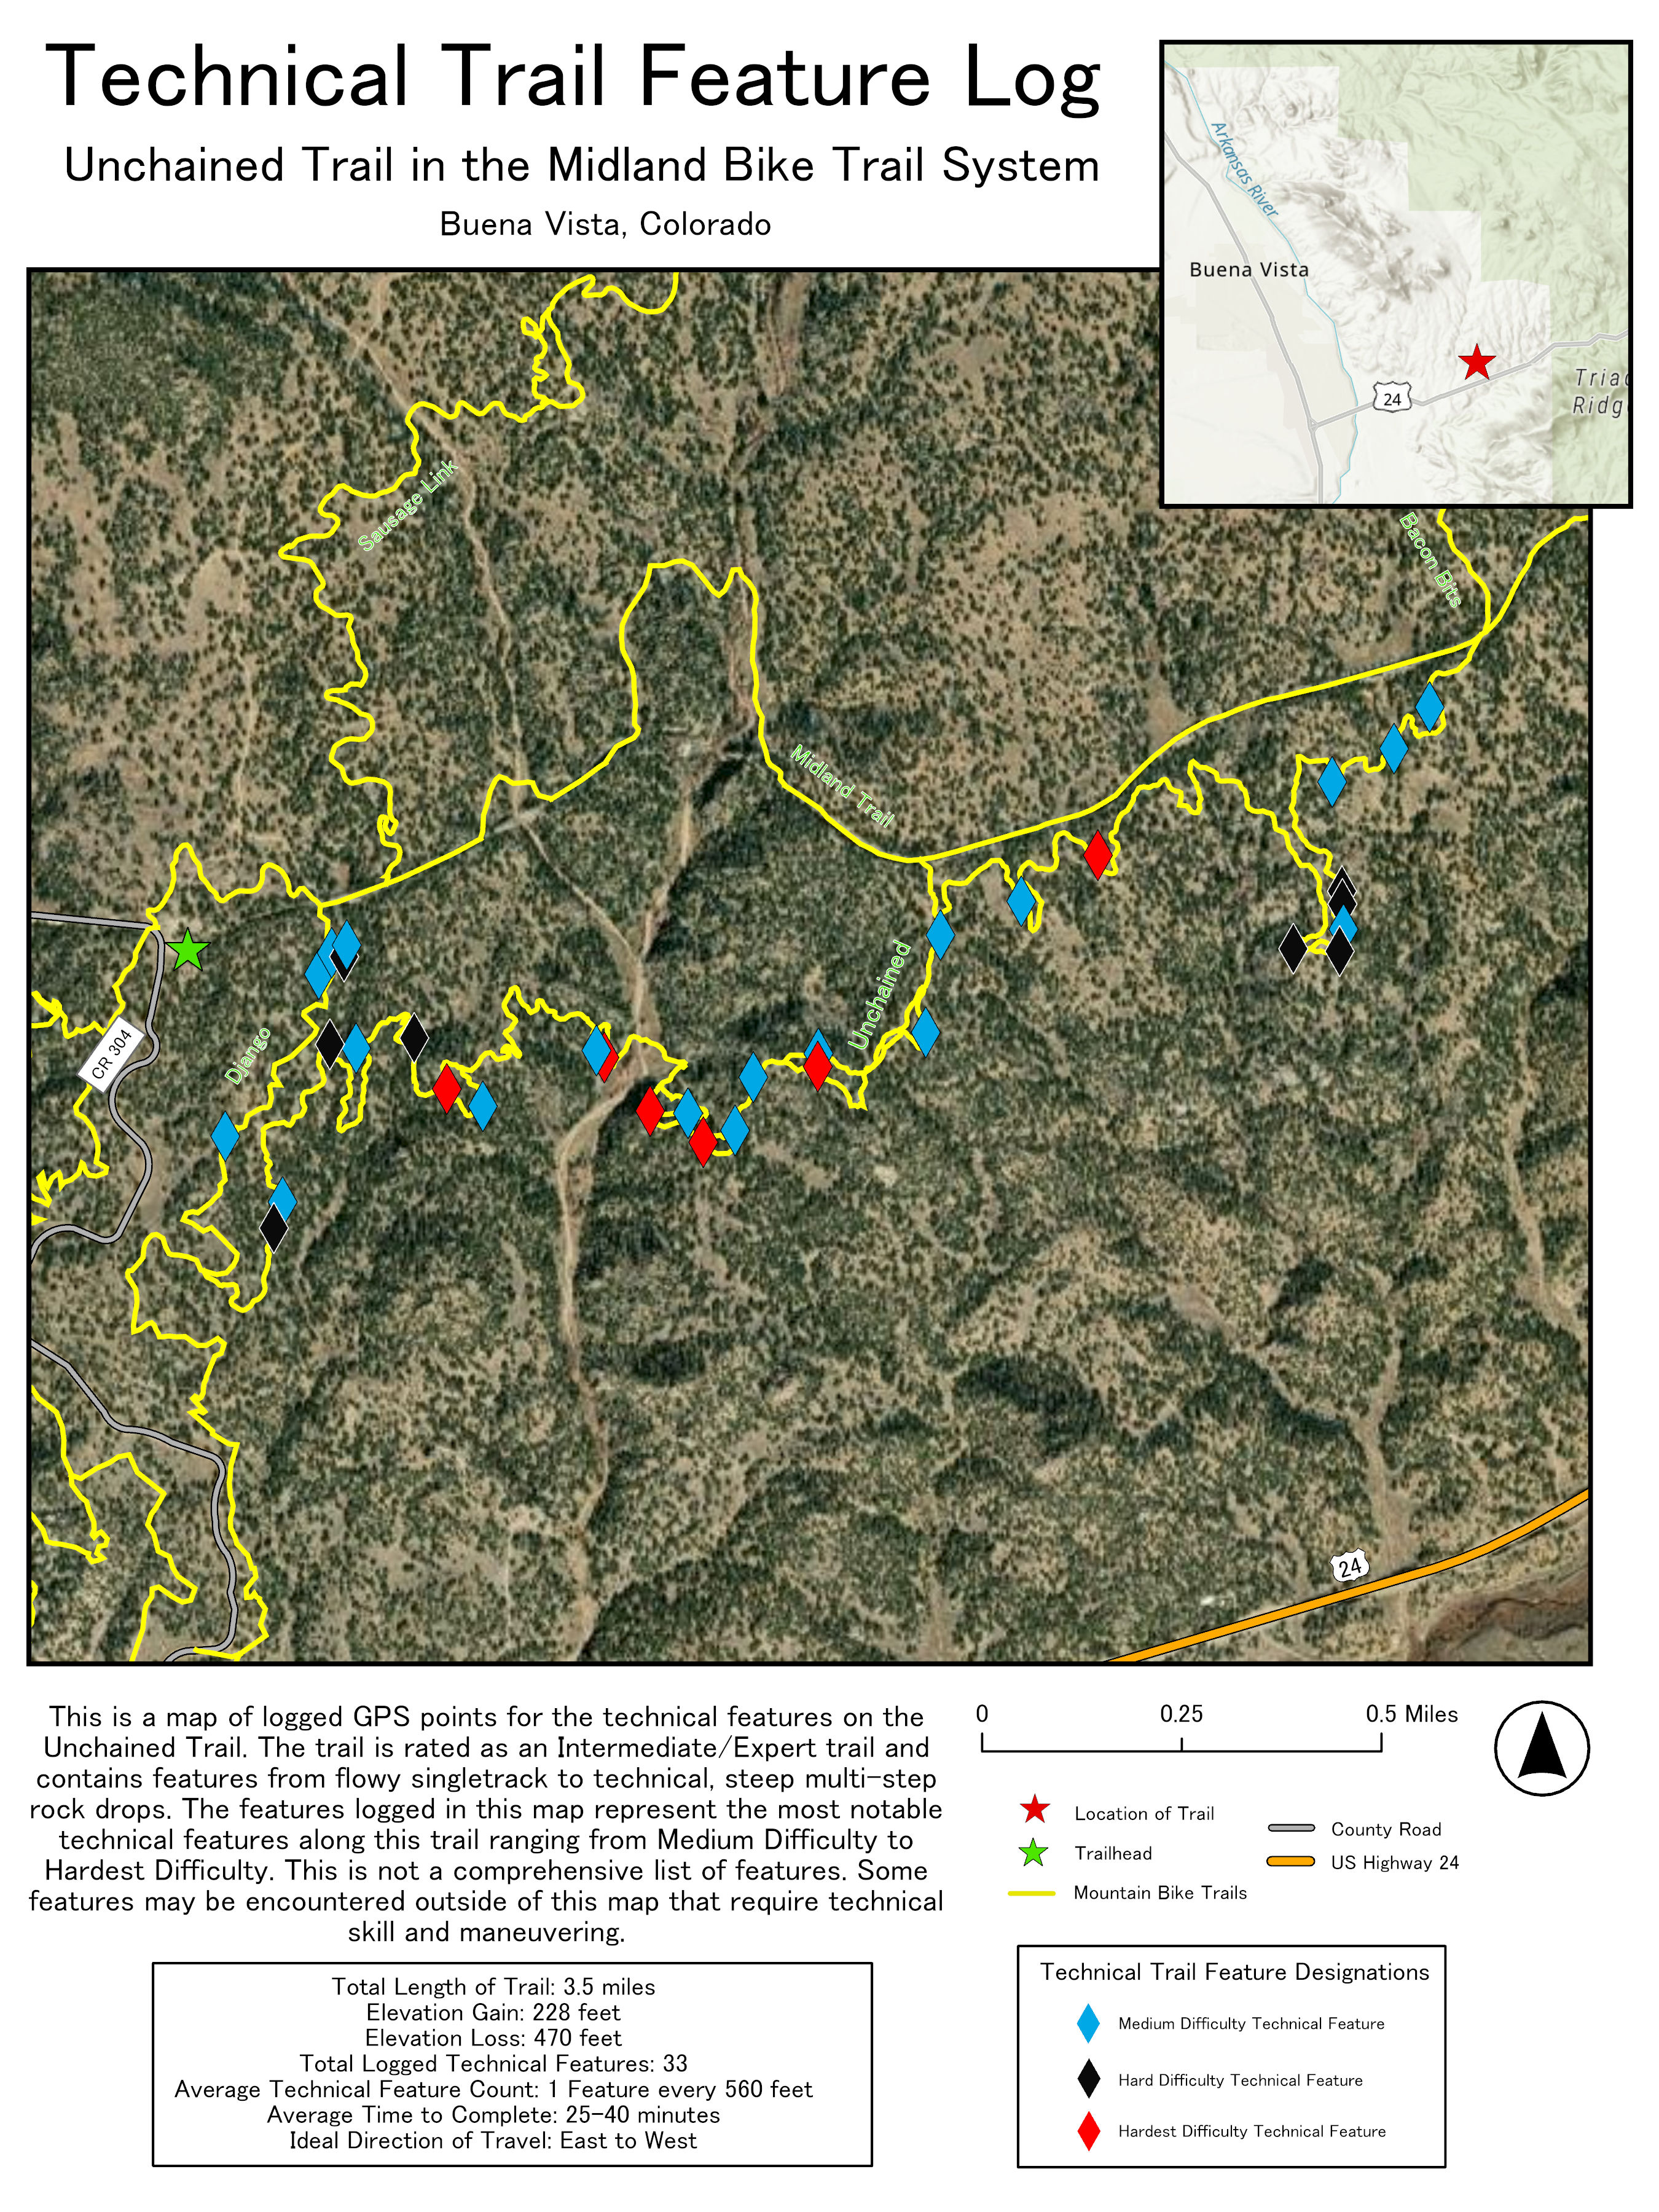 Technical Trail Feature Log
Unchained Trail in the Midland Bike Trail System
Buena Vista, Colorado
Arkansas River
Buena Vista
24
Triad
Ridg
Sausage Link
Bacon Bits
Midland Trail
Unchained
Django
CR 304
24
This is a map of logged GPS points for the technical features on the
Unchained Trail. The trail is rated as an Intermediate/Expert trail and
contains features from flowy singletrack to technical, steep multi-step
rock drops. The features logged in this map represent the most notable
technical features along this trail ranging from Medium Difficulty to
Hardest Difficulty. This is not a comprehensive list of features. Some
features may be encountered outside of this map that require technical
skill and maneuvering.
Total Length of Trail: 3.5 miles
Elevation Gain: 228 feet
Elevation Loss: 470 feet
Total Logged Technical Features: 33
Average Technical Feature Count: 1 Feature every 560 feet
Average Time to Complete: 25-40 minutes
Ideal Direction of Travel: East to West
0 0.25 0.5 Miles
Location of Trail
Trailhead
Mountain Bike Trails
County Road
US Highway 24
Technical Trail Feature Designations
Medium Difficulty Technical Feature
Hard Difficulty Technical Feature
Hardest Difficulty Technical Feature